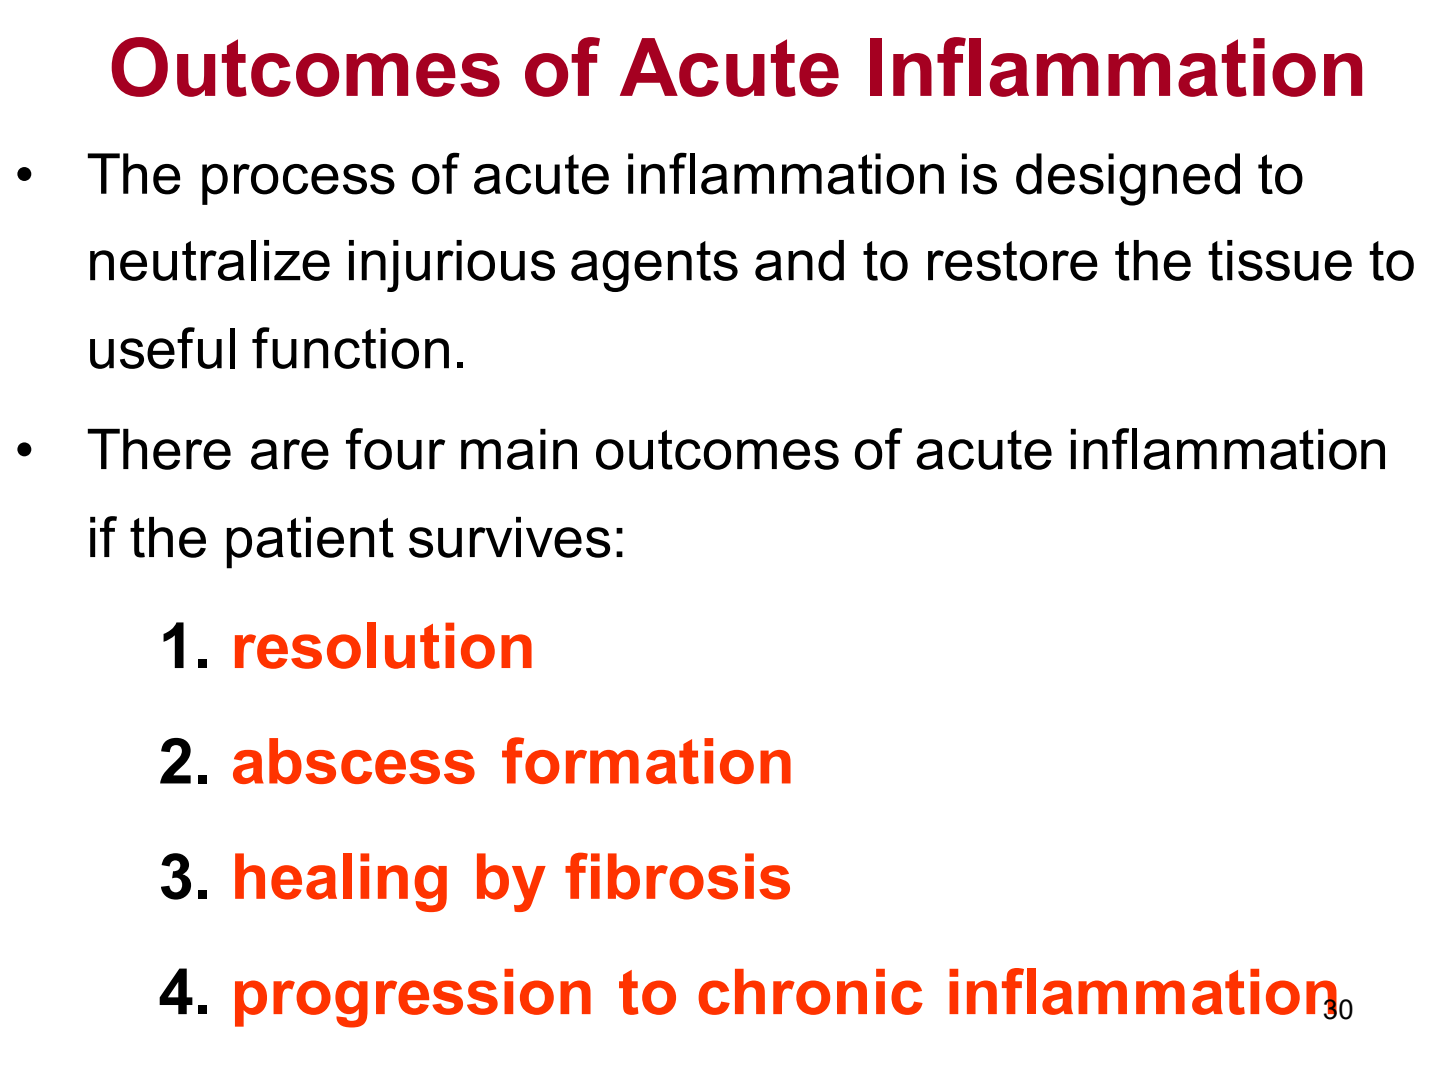 Outcomes of Acute Inflammation
• The process of acute inflammation is designed to
neutralize injurious agents and to restore the tissue to
useful function.
• There are four main outcomes of acute inflammation
if the patient survives:
1. resolution
2. abscess formation
3. healing by fibrosis
4. progression to chronic inflammation
30